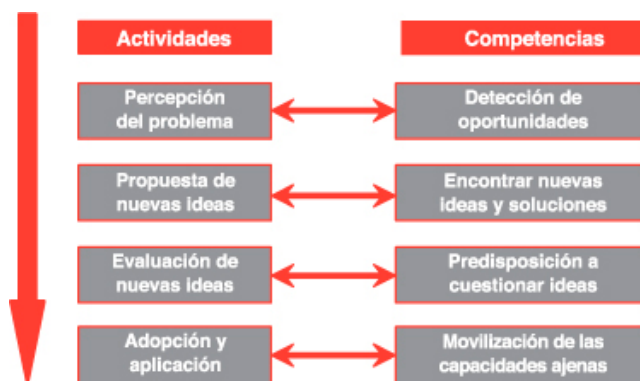 Actividades
Competencias
Percepción
del problema
Detección de
oportunidades
Propuesta de
nuevas ideas
Encontrar nuevas
ideas y soluciones
Evaluación de
nuevas ideas
Predisposición a
cuestionar ideas
Adopción y
aplicación
Movilización de las
capacidades ajenas